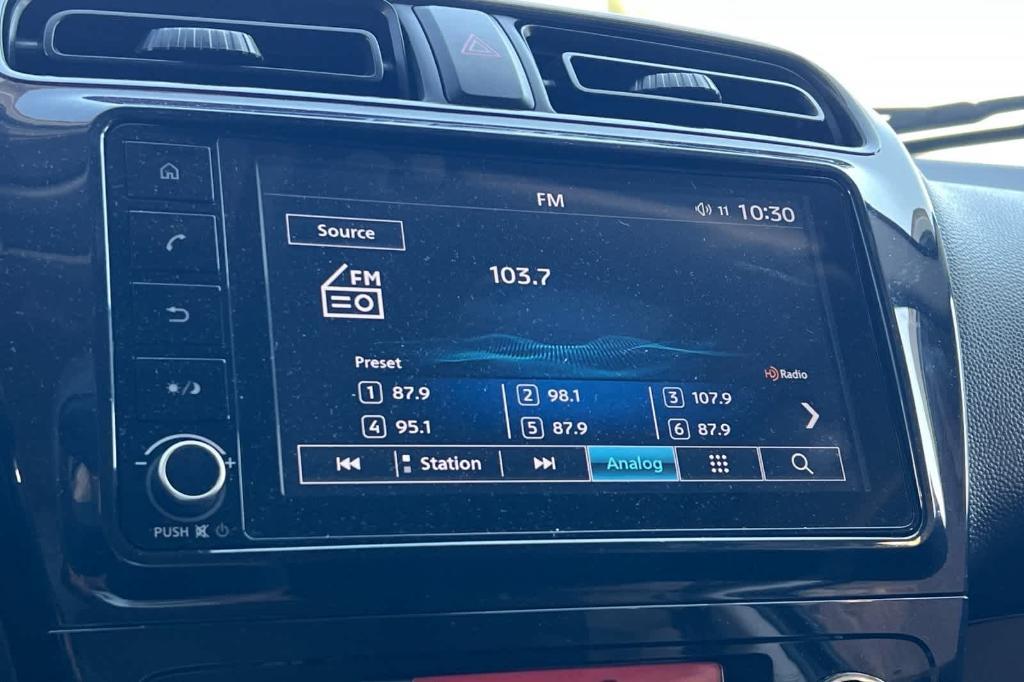 FM
11 10:30
Source
FM
103.7
Preset
HD Radio
1 87.9 2 98.1 3 107.9
4 95.1 5 87.9 6 87.9
Station Analog
− +
PUSH